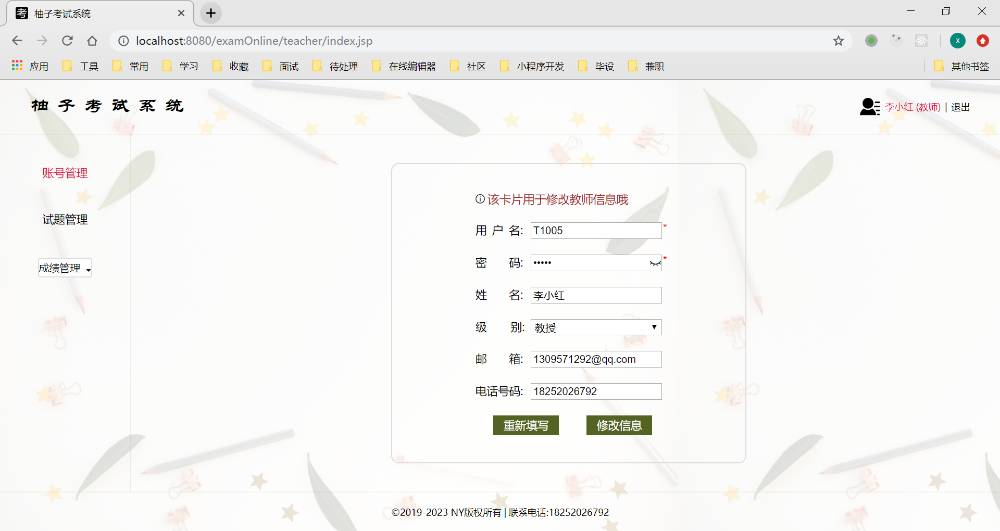 柚子考试系统
localhost:8080/examOnline/teacher/index.jsp
X
应用 工具 常用 学习 收藏 面试 待处理 在线编辑器 社区 小程序开发 毕设 兼职 其他书签
柚子考试系统
李小红 (教师) | 退出
账号管理
试题管理
成绩管理
该卡片用于修改教师信息哦
用户名: T1005 *
密码: ••••• *
姓名: 李小红
级别: 教授
邮箱: 1309571292@qq.com
电话号码: 18252026792
重新填写 修改信息
©2019-2023 NY版权所有 | 联系电话:18252026792